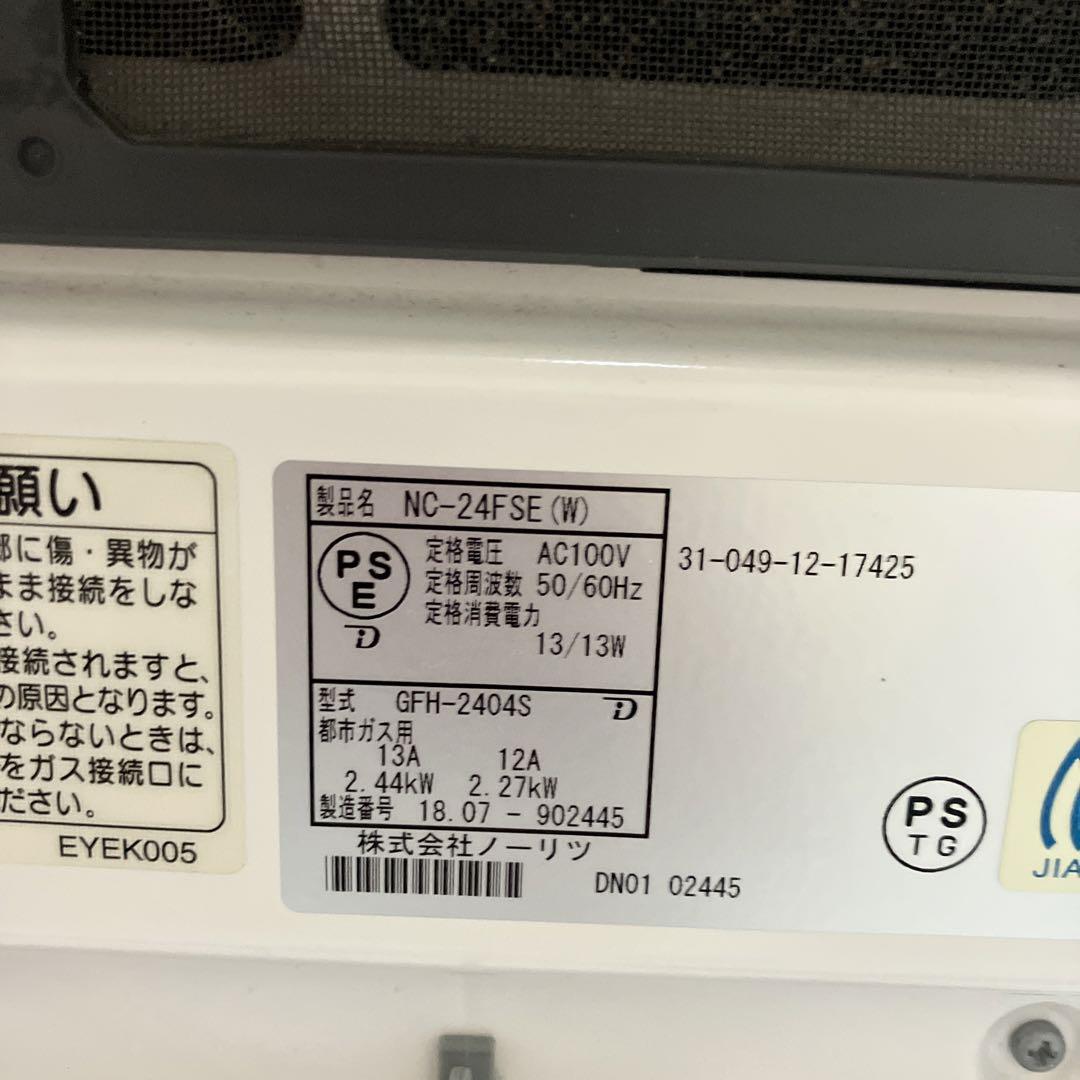 願い
部に傷・異物が
まま接続をしな
さい。
接続されますと、
の原因となります。
ならないときは、
をガス接続口に
ださい。
EYEK005
製品名 NC-24FSE(W)
PS
E
定格電圧 AC100V
定格周波数 50/60Hz
定格消費電力
13/13W
31-049-12-17425
型式 GFH-2404S
都市ガス用
13A 12A
2.44kW 2.27kW
製造番号 18.07 - 902445
株式会社ノーリツ
DN01 02445
PS
TG
JIA